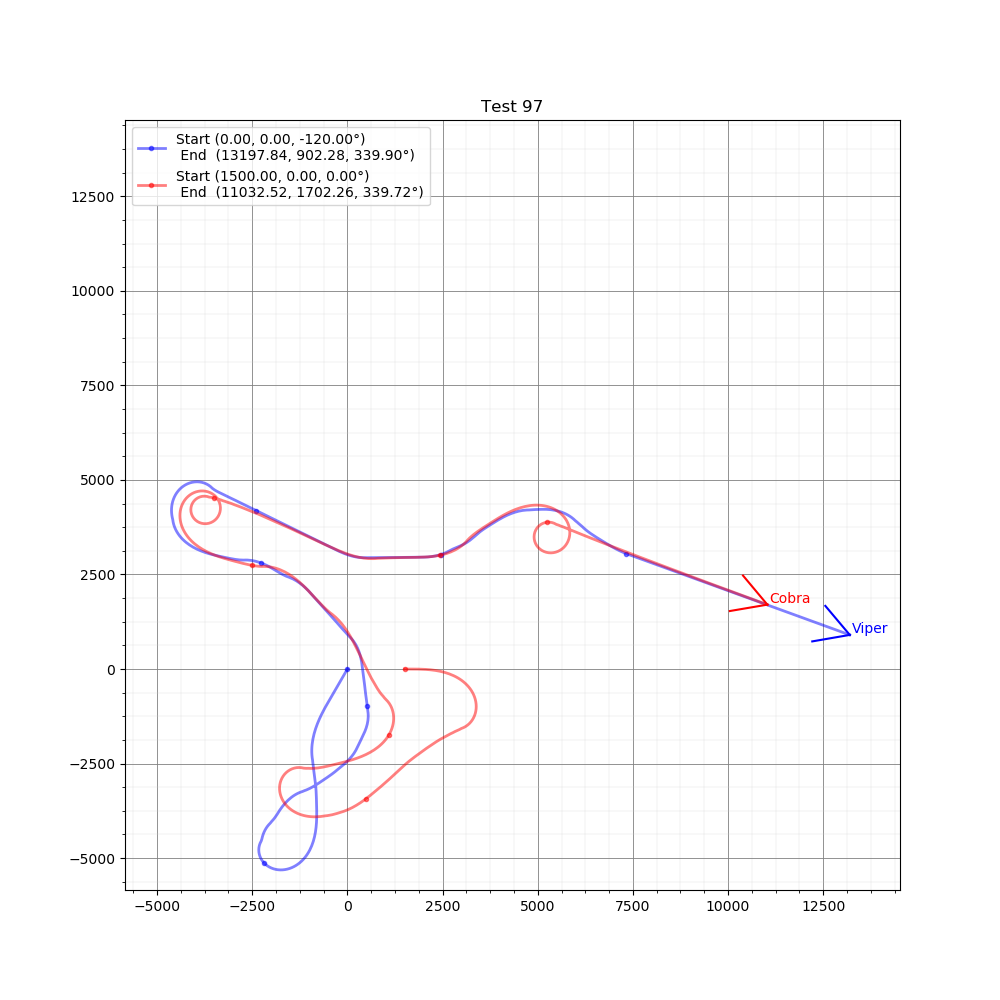 Test 97
Start (0.00, 0.00, -120.00°)
End  (13197.84, 902.28, 339.90°)
Start (1500.00, 0.00, 0.00°)
End  (11032.52, 1702.26, 339.72°)
12500
10000
7500
5000
2500
0
−2500
−5000
Cobra
Viper
−5000 −2500 0 2500 5000 7500 10000 12500